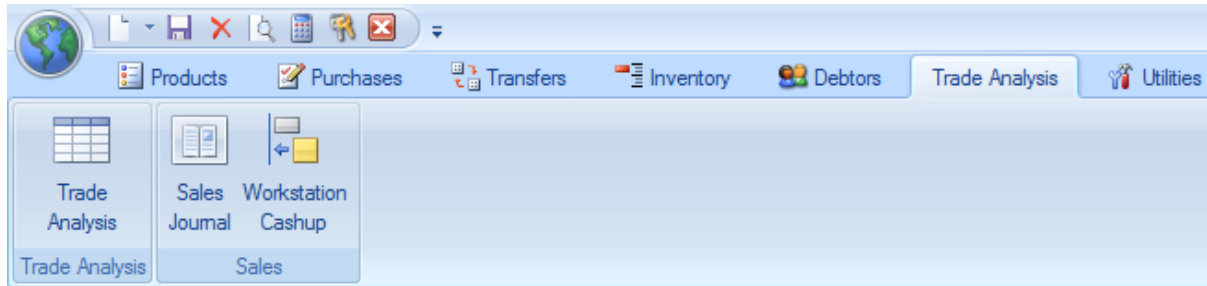 Products Purchases Transfers Inventory Debtors Trade Analysis Utilities
Trade Analysis
Sales Journal
Workstation Cashup
Trade Analysis
Sales